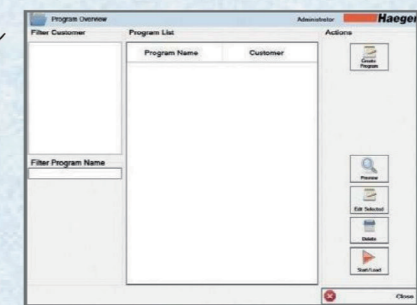 Program Overview
Administrator
Haeger
Filter Customer
Program List
Actions
Program Name
Customer
Create Program
Filter Program Name
Preview
Edit Selected
Delete
Start/Load
Close